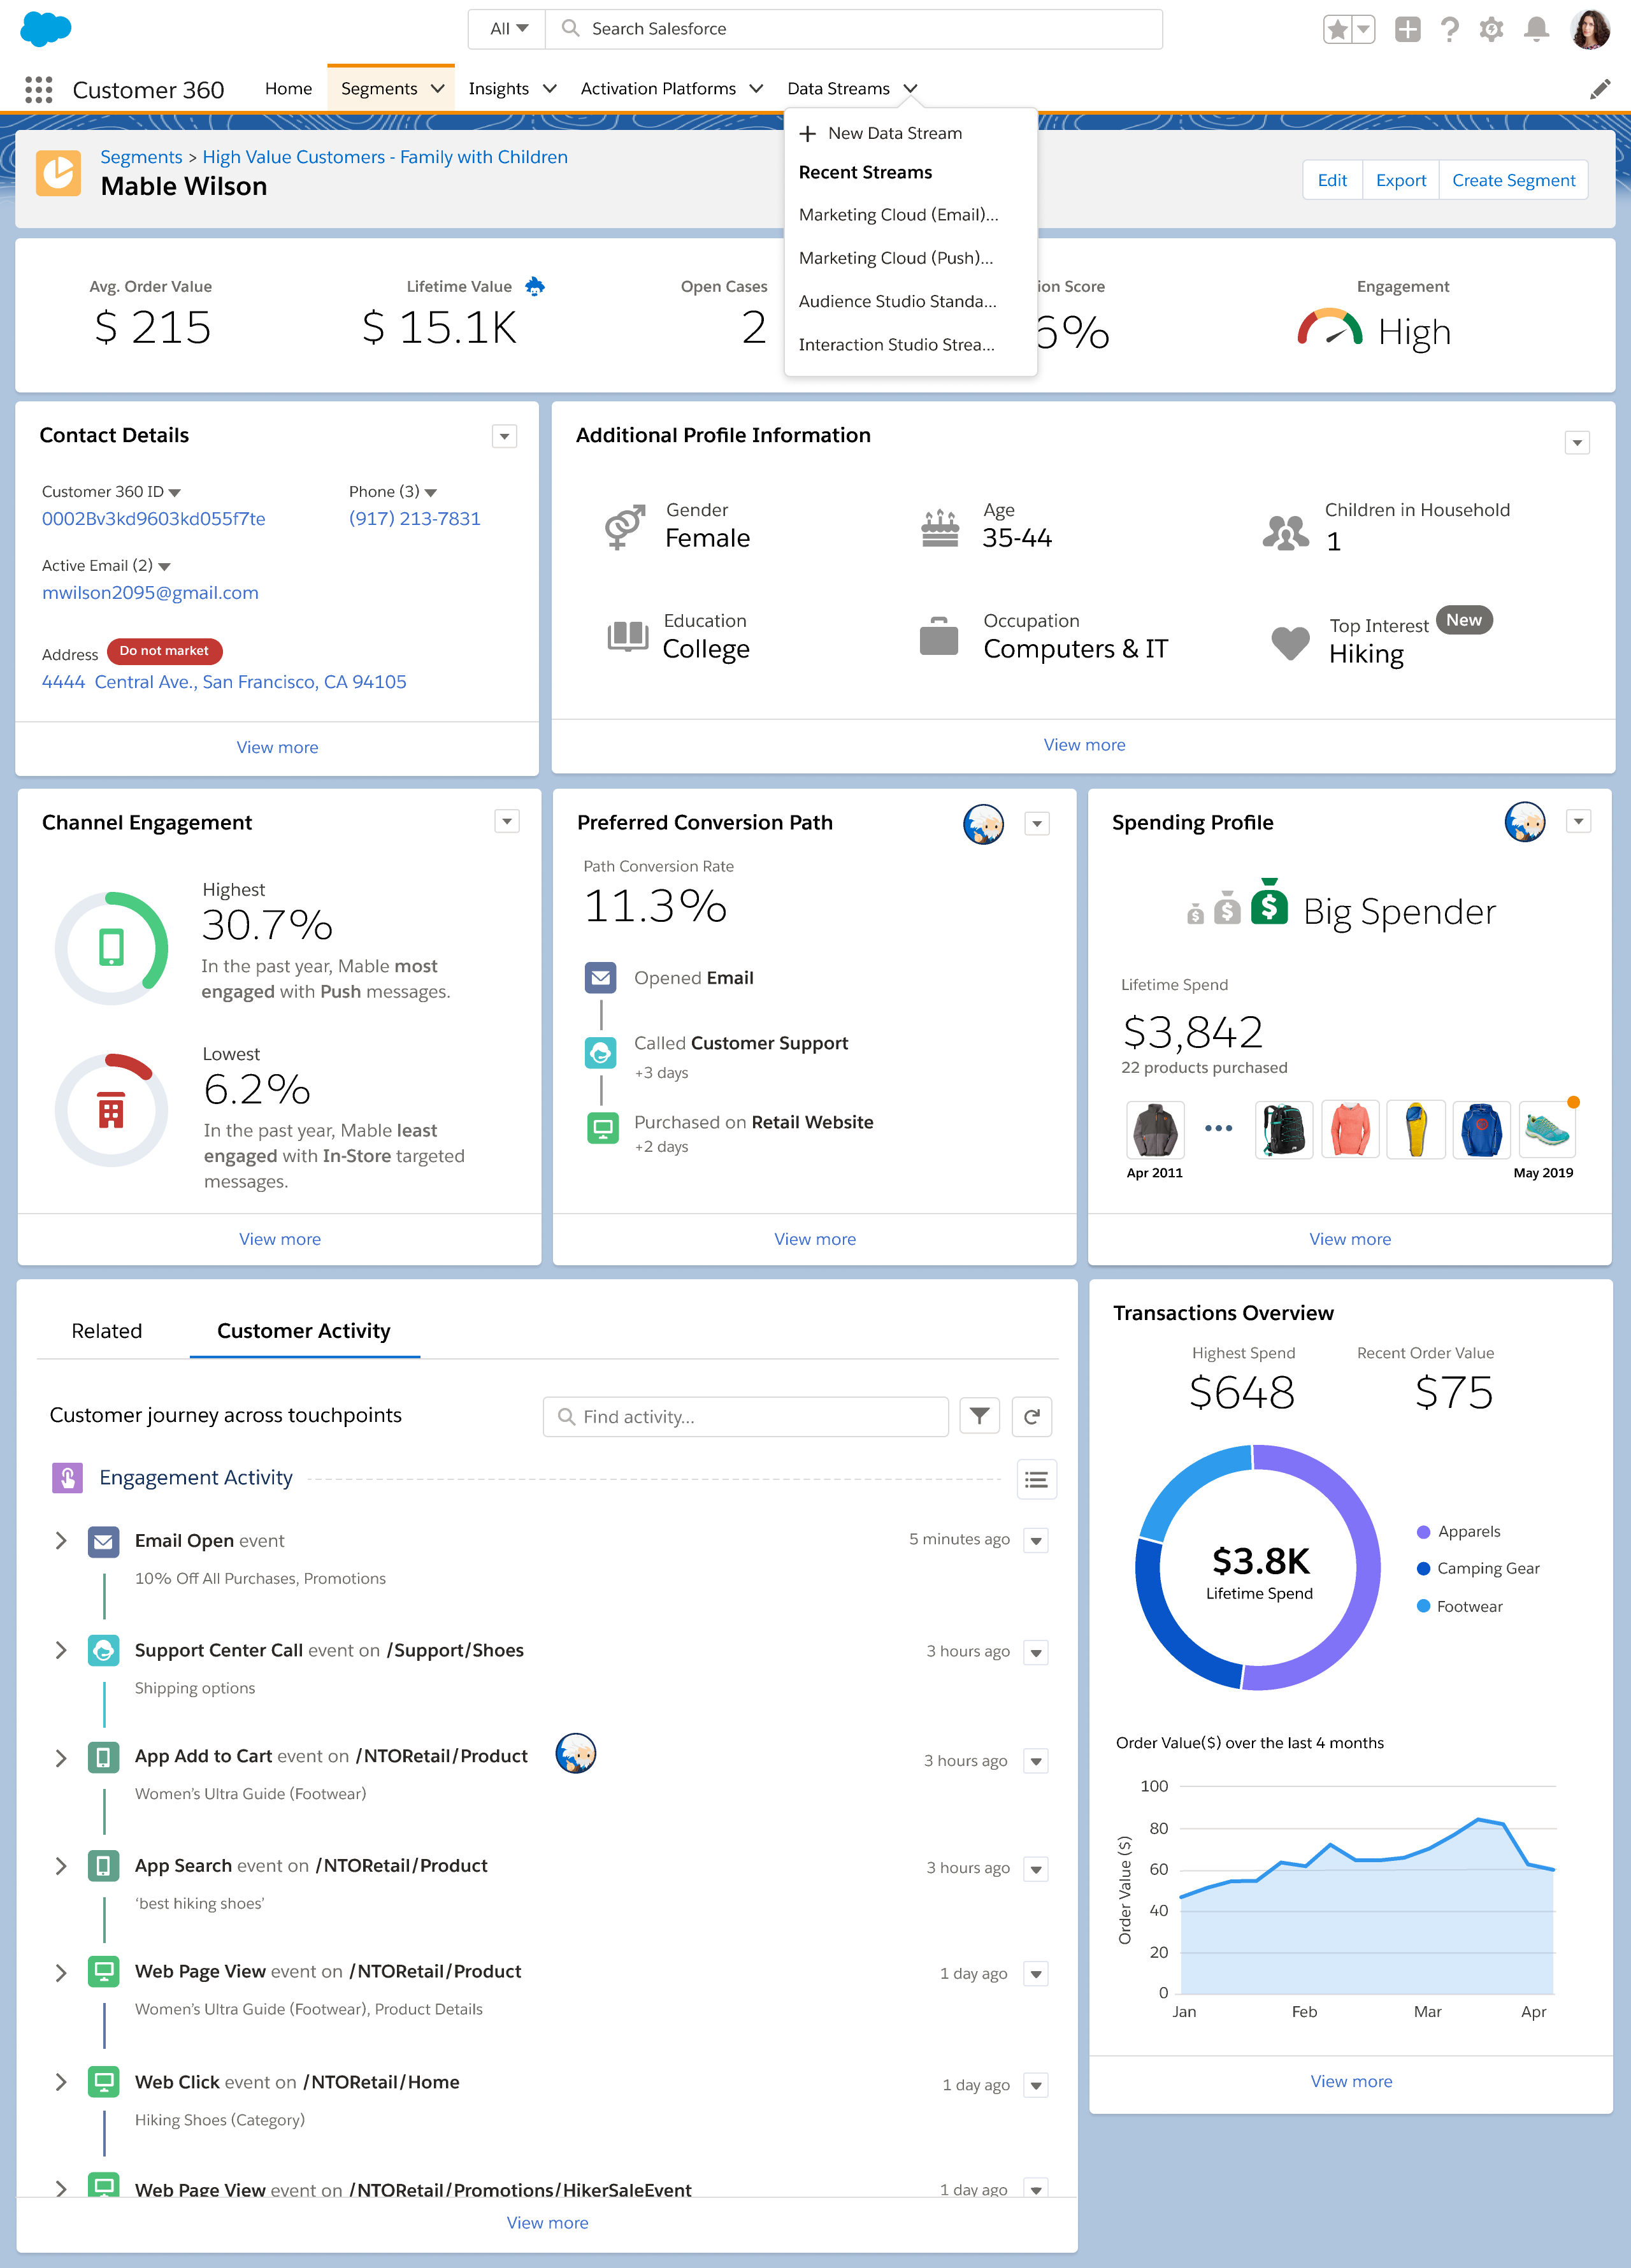 All
Search Salesforce
Customer 360
Home
Segments
Insights
Activation Platforms
Data Streams
New Data Stream
Recent Streams
Marketing Cloud (Email)...
Marketing Cloud (Push)...
Audience Studio Standa...
Interaction Studio Strea...
Segments > High Value Customers - Family with Children
Mable Wilson
Edit
Export
Create Segment
Avg. Order Value
$ 215
Lifetime Value
$ 15.1K
Open Cases
2
ion Score
6%
Engagement
High
Contact Details
Customer 360 ID
0002Bv3kd9603kd055f7te
Phone (3)
(917) 213-7831
Active Email (2)
mwilson2095@gmail.com
Address
Do not market
4444 Central Ave., San Francisco, CA 94105
View more
Additional Profile Information
Gender
Female
Age
35-44
Children in Household
1
Education
College
Occupation
Computers & IT
Top Interest
New
Hiking
View more
Channel Engagement
Highest
30.7%
In the past year, Mable most
engaged with Push messages.
Lowest
6.2%
In the past year, Mable least
engaged with In-Store targeted
messages.
View more
Preferred Conversion Path
Path Conversion Rate
11.3%
Opened Email
Called Customer Support
+3 days
Purchased on Retail Website
+2 days
View more
Spending Profile
Big Spender
Lifetime Spend
$3,842
22 products purchased
Apr 2011
May 2019
View more
Related
Customer Activity
Customer journey across touchpoints
Find activity...
Engagement Activity
Email Open event
5 minutes ago
10% Off All Purchases, Promotions
Support Center Call event on /Support/Shoes
3 hours ago
Shipping options
App Add to Cart event on /NTORetail/Product
3 hours ago
Women's Ultra Guide (Footwear)
App Search event on /NTORetail/Product
3 hours ago
‘best hiking shoes’
Web Page View event on /NTORetail/Product
1 day ago
Women's Ultra Guide (Footwear), Product Details
Web Click event on /NTORetail/Home
1 day ago
Hiking Shoes (Category)
Web Page View event on /NTORetail/Promotions/HikerSaleEvent
1 day ago
View more
Transactions Overview
Highest Spend
$648
Recent Order Value
$75
$3.8K
Lifetime Spend
Apparels
Camping Gear
Footwear
Order Value($) over the last 4 months
Order Value ($)
100
80
60
40
20
0
Jan
Feb
Mar
Apr
View more